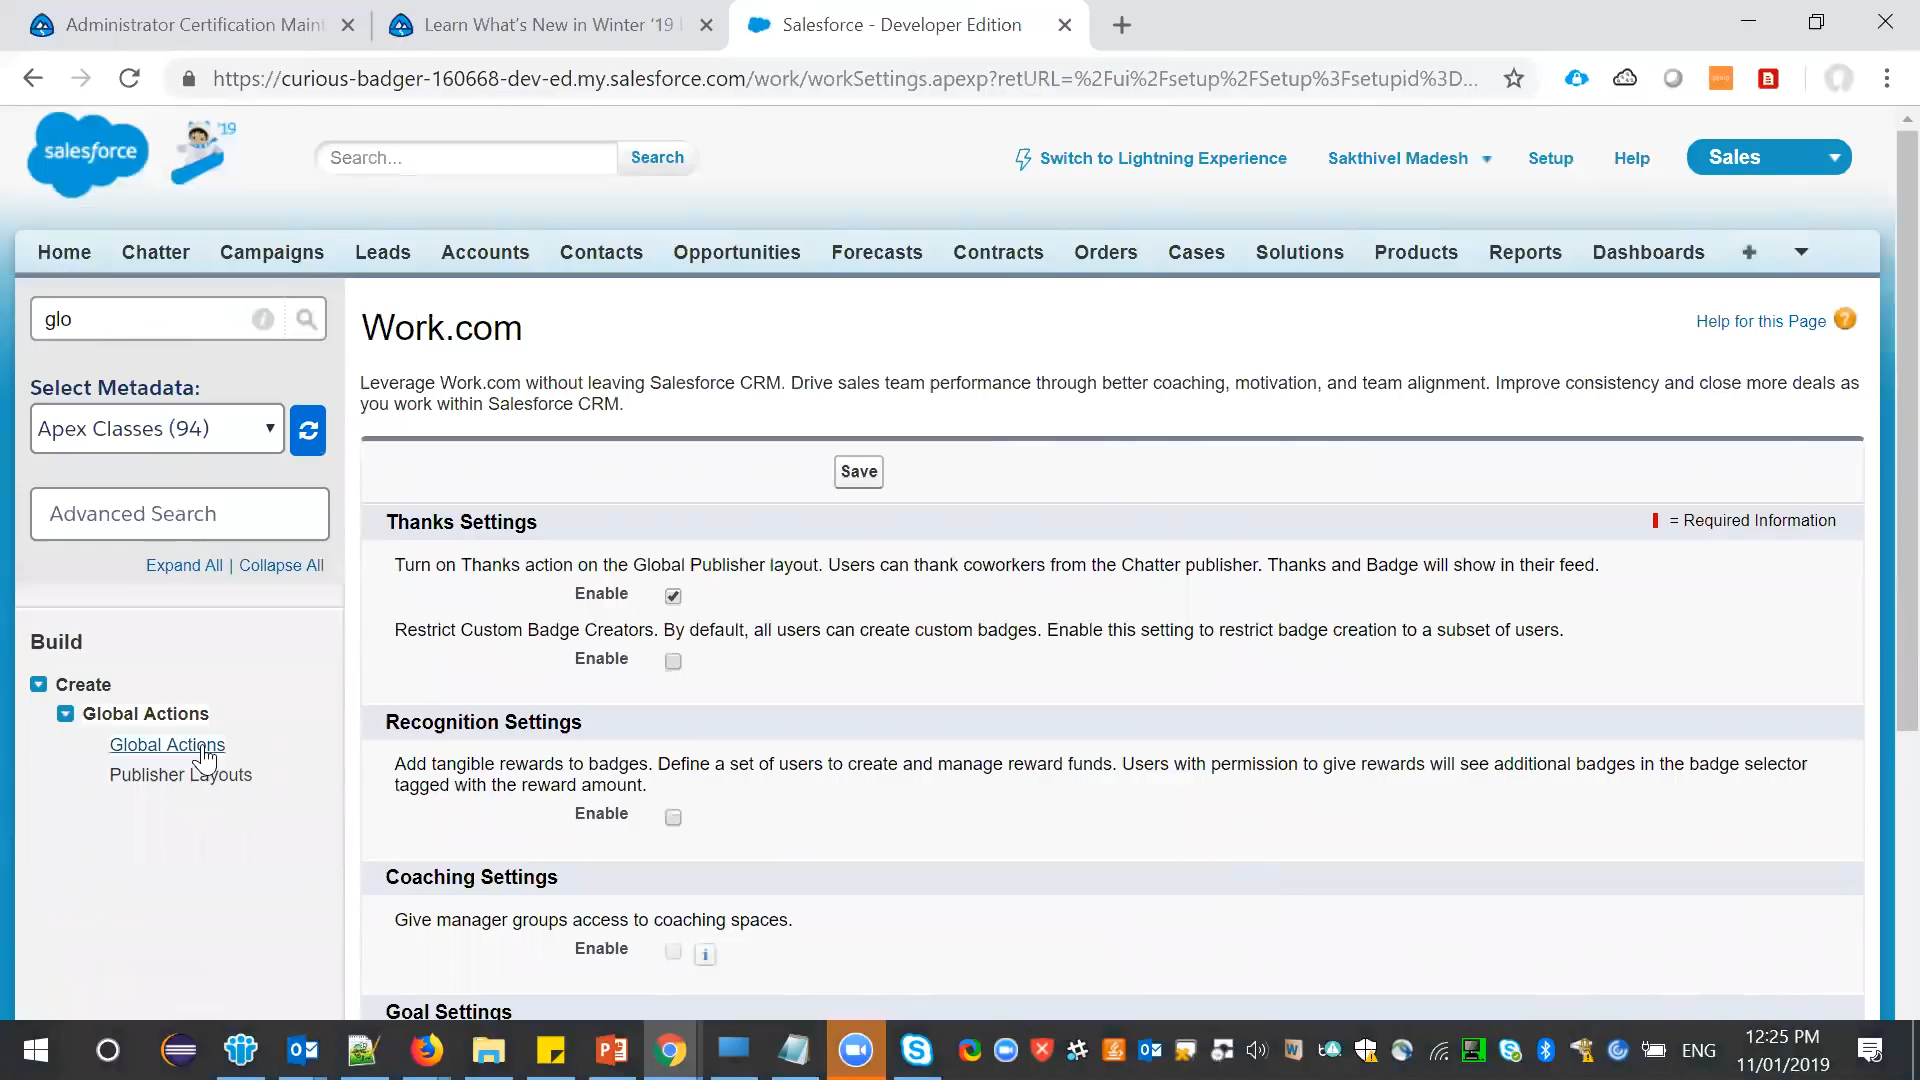 Administrator Certification Maint
Learn What's New in Winter '19 |
Salesforce - Developer Edition
https://curious-badger-160668-dev-ed.my.salesforce.com/work/workSettings.apexp?retURL=%2Fui%2Fsetup%2FSetup%3Fsetupid%3D...
salesforce
'19
Search...
Search
Switch to Lightning Experience
Sakthivel Madesh
Setup
Help
Sales
Home
Chatter
Campaigns
Leads
Accounts
Contacts
Opportunities
Forecasts
Contracts
Orders
Cases
Solutions
Products
Reports
Dashboards
glo
Select Metadata:
Apex Classes (94)
Advanced Search
Expand All | Collapse All
Build
Create
Global Actions
Global Actions
Publisher Layouts
Work.com
Help for this Page
Leverage Work.com without leaving Salesforce CRM. Drive sales team performance through better coaching, motivation, and team alignment. Improve consistency and close more deals as
you work within Salesforce CRM.
Save
Thanks Settings
= Required Information
Turn on Thanks action on the Global Publisher layout. Users can thank coworkers from the Chatter publisher. Thanks and Badge will show in their feed.
Enable
Restrict Custom Badge Creators. By default, all users can create custom badges. Enable this setting to restrict badge creation to a subset of users.
Enable
Recognition Settings
Add tangible rewards to badges. Define a set of users to create and manage reward funds. Users with permission to give rewards will see additional badges in the badge selector
tagged with the reward amount.
Enable
Coaching Settings
Give manager groups access to coaching spaces.
Enable
Goal Settings
ENG
12:25 PM
11/01/2019